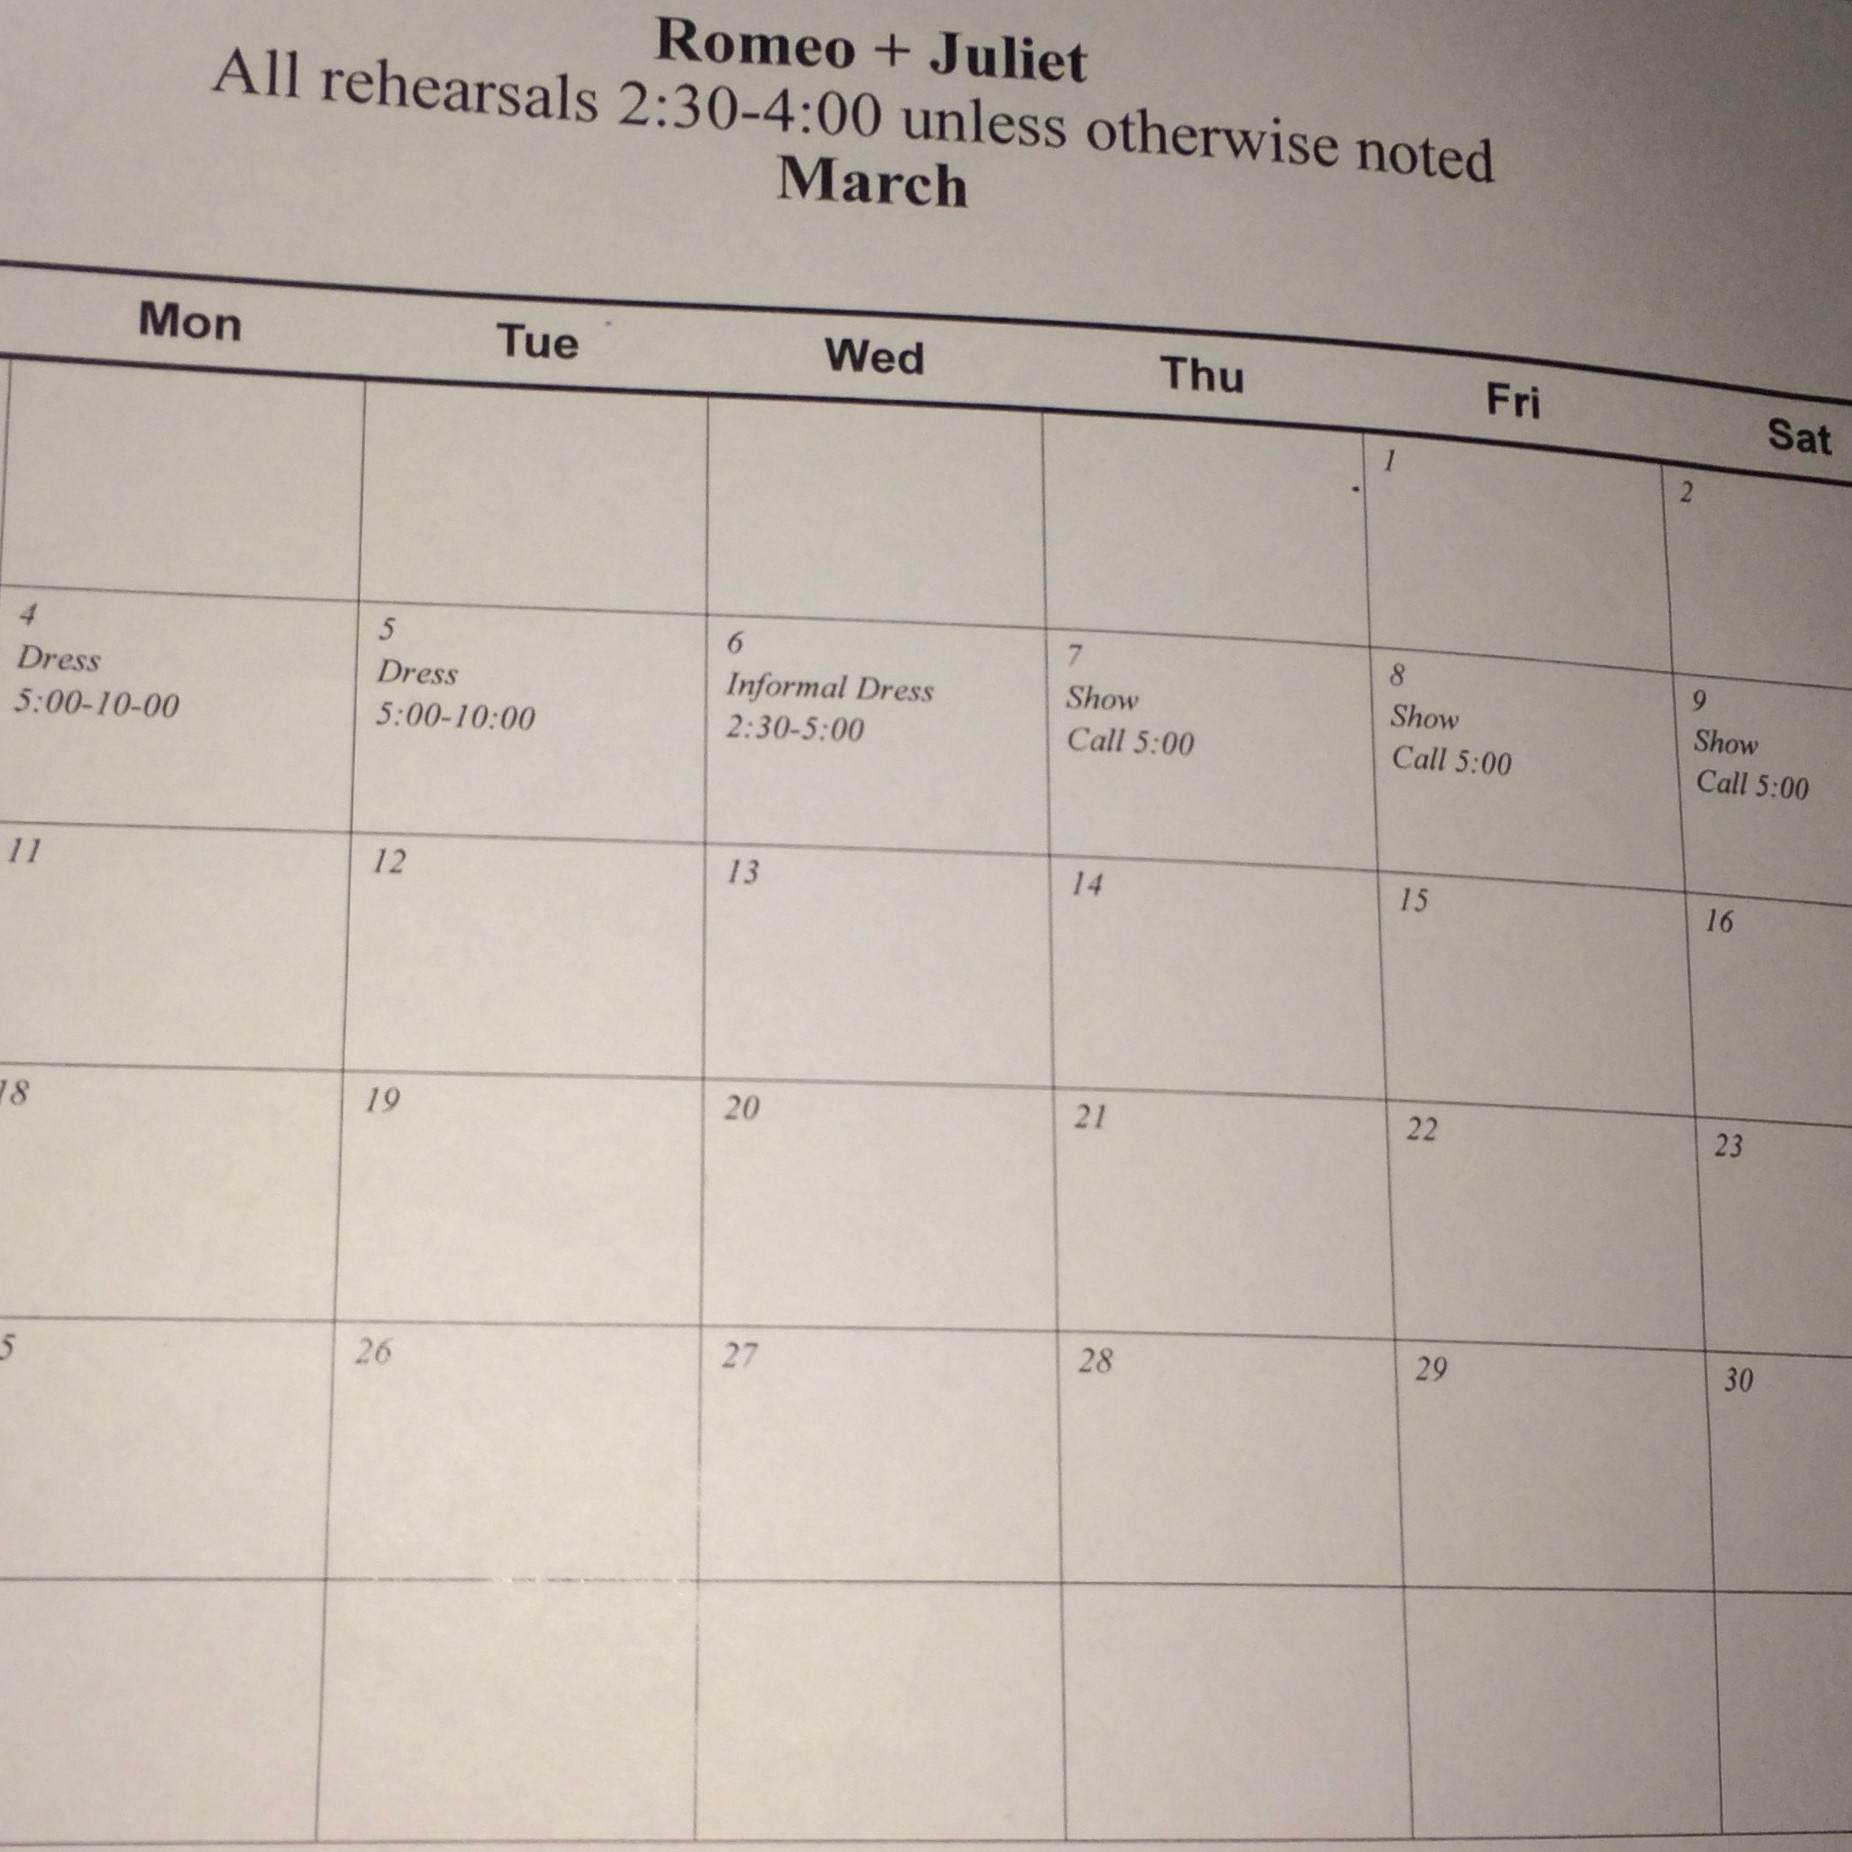 Romeo + Juliet
All rehearsals 2:30-4:00 unless otherwise noted
March
Mon Tue Wed Thu Fri Sat
1 2
4 5 6 7 8 9
Dress Dress Informal Dress Show Show Show
5:00-10-00 5:00-10:00 2:30-5:00 Call 5:00 Call 5:00 Call 5:00
11 12 13 14 15 16
18 19 20 21 22 23
5 26 27 28 29 30